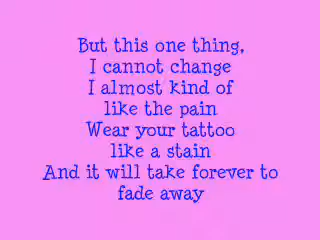 But this one thing,
I cannot change
I almost kind of
like the pain
Wear your tattoo
like a stain
And it will take forever to
fade away